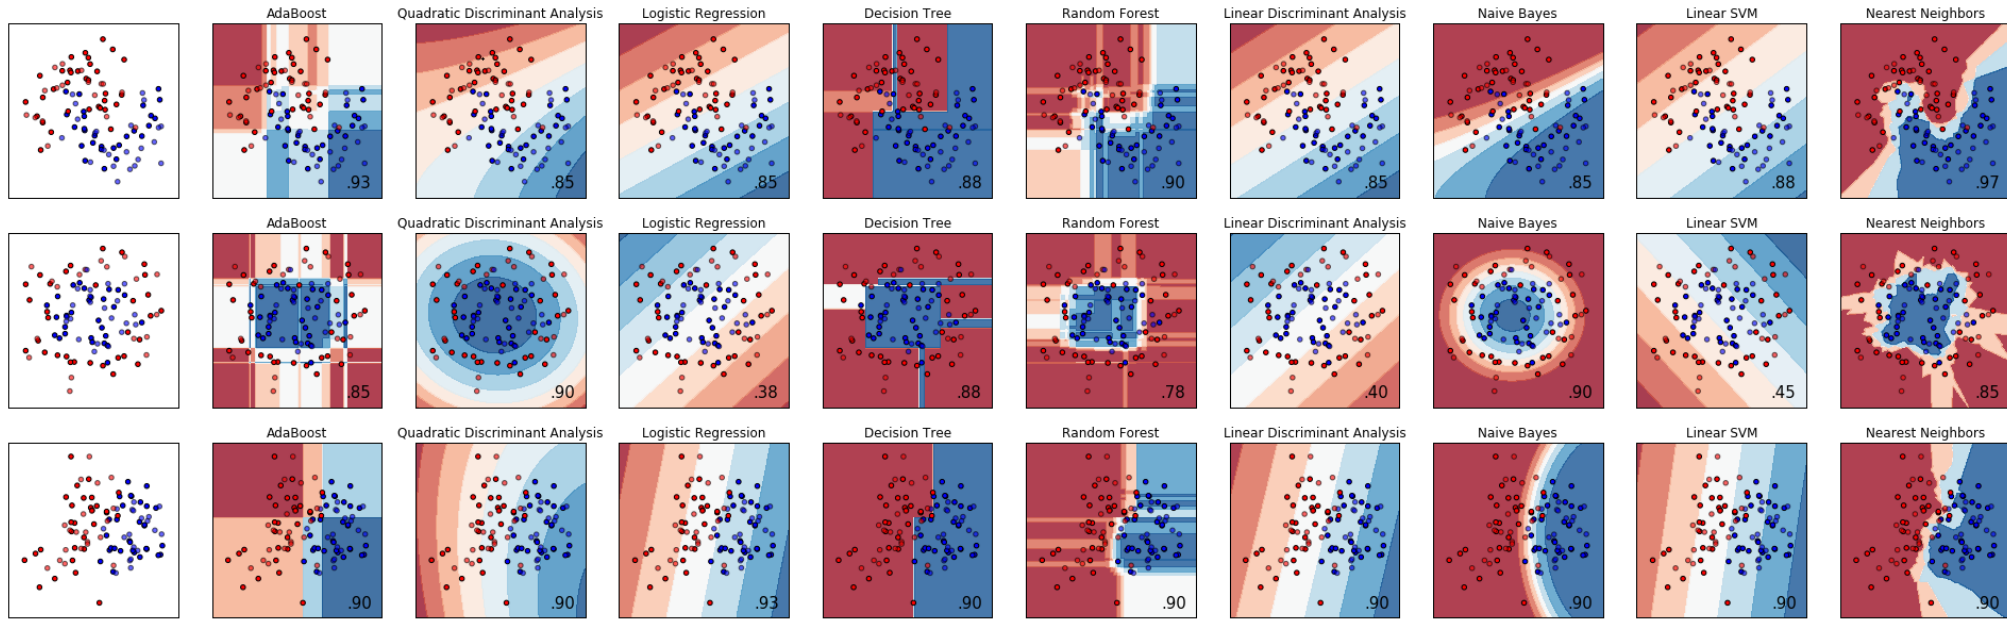 AdaBoost Quadratic Discriminant Analysis Logistic Regression Decision Tree Random Forest Linear Discriminant Analysis Naive Bayes Linear SVM Nearest Neighbors
.93 .85 .85 .88 .90 .85 .85 .88 .97
AdaBoost Quadratic Discriminant Analysis Logistic Regression Decision Tree Random Forest Linear Discriminant Analysis Naive Bayes Linear SVM Nearest Neighbors
.85 .90 .38 .88 .78 .40 .90 .45 .85
AdaBoost Quadratic Discriminant Analysis Logistic Regression Decision Tree Random Forest Linear Discriminant Analysis Naive Bayes Linear SVM Nearest Neighbors
.90 .90 .93 .90 .90 .90 .90 .90 .90